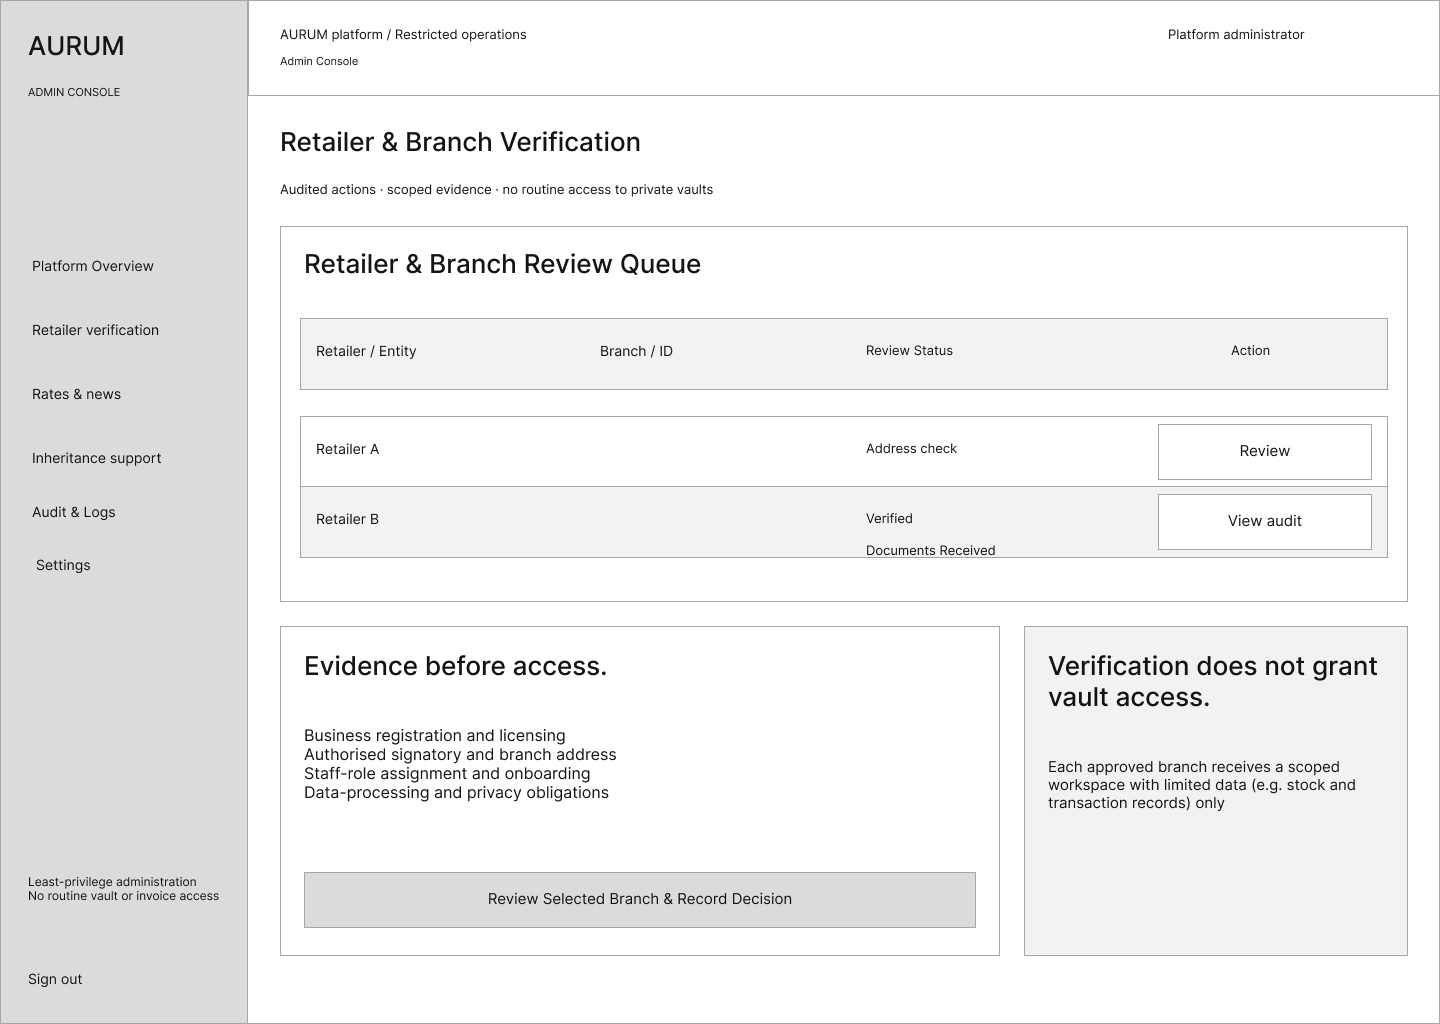 AURUM
ADMIN CONSOLE
Platform Overview
Retailer verification
Rates & news
Inheritance support
Audit & Logs
Settings
Least-privilege administration
No routine vault or invoice access
Sign out
AURUM platform / Restricted operations
Admin Console
Platform administrator
Retailer & Branch Verification
Audited actions · scoped evidence · no routine access to private vaults
Retailer & Branch Review Queue
Retailer / Entity
Branch / ID
Review Status
Action
Retailer A
Address check
Review
Retailer B
Verified
View audit
Documents Received
Evidence before access.
Business registration and licensing
Authorised signatory and branch address
Staff-role assignment and onboarding
Data-processing and privacy obligations
Review Selected Branch & Record Decision
Verification does not grant
vault access.
Each approved branch receives a scoped
workspace with limited data (e.g. stock and
transaction records) only